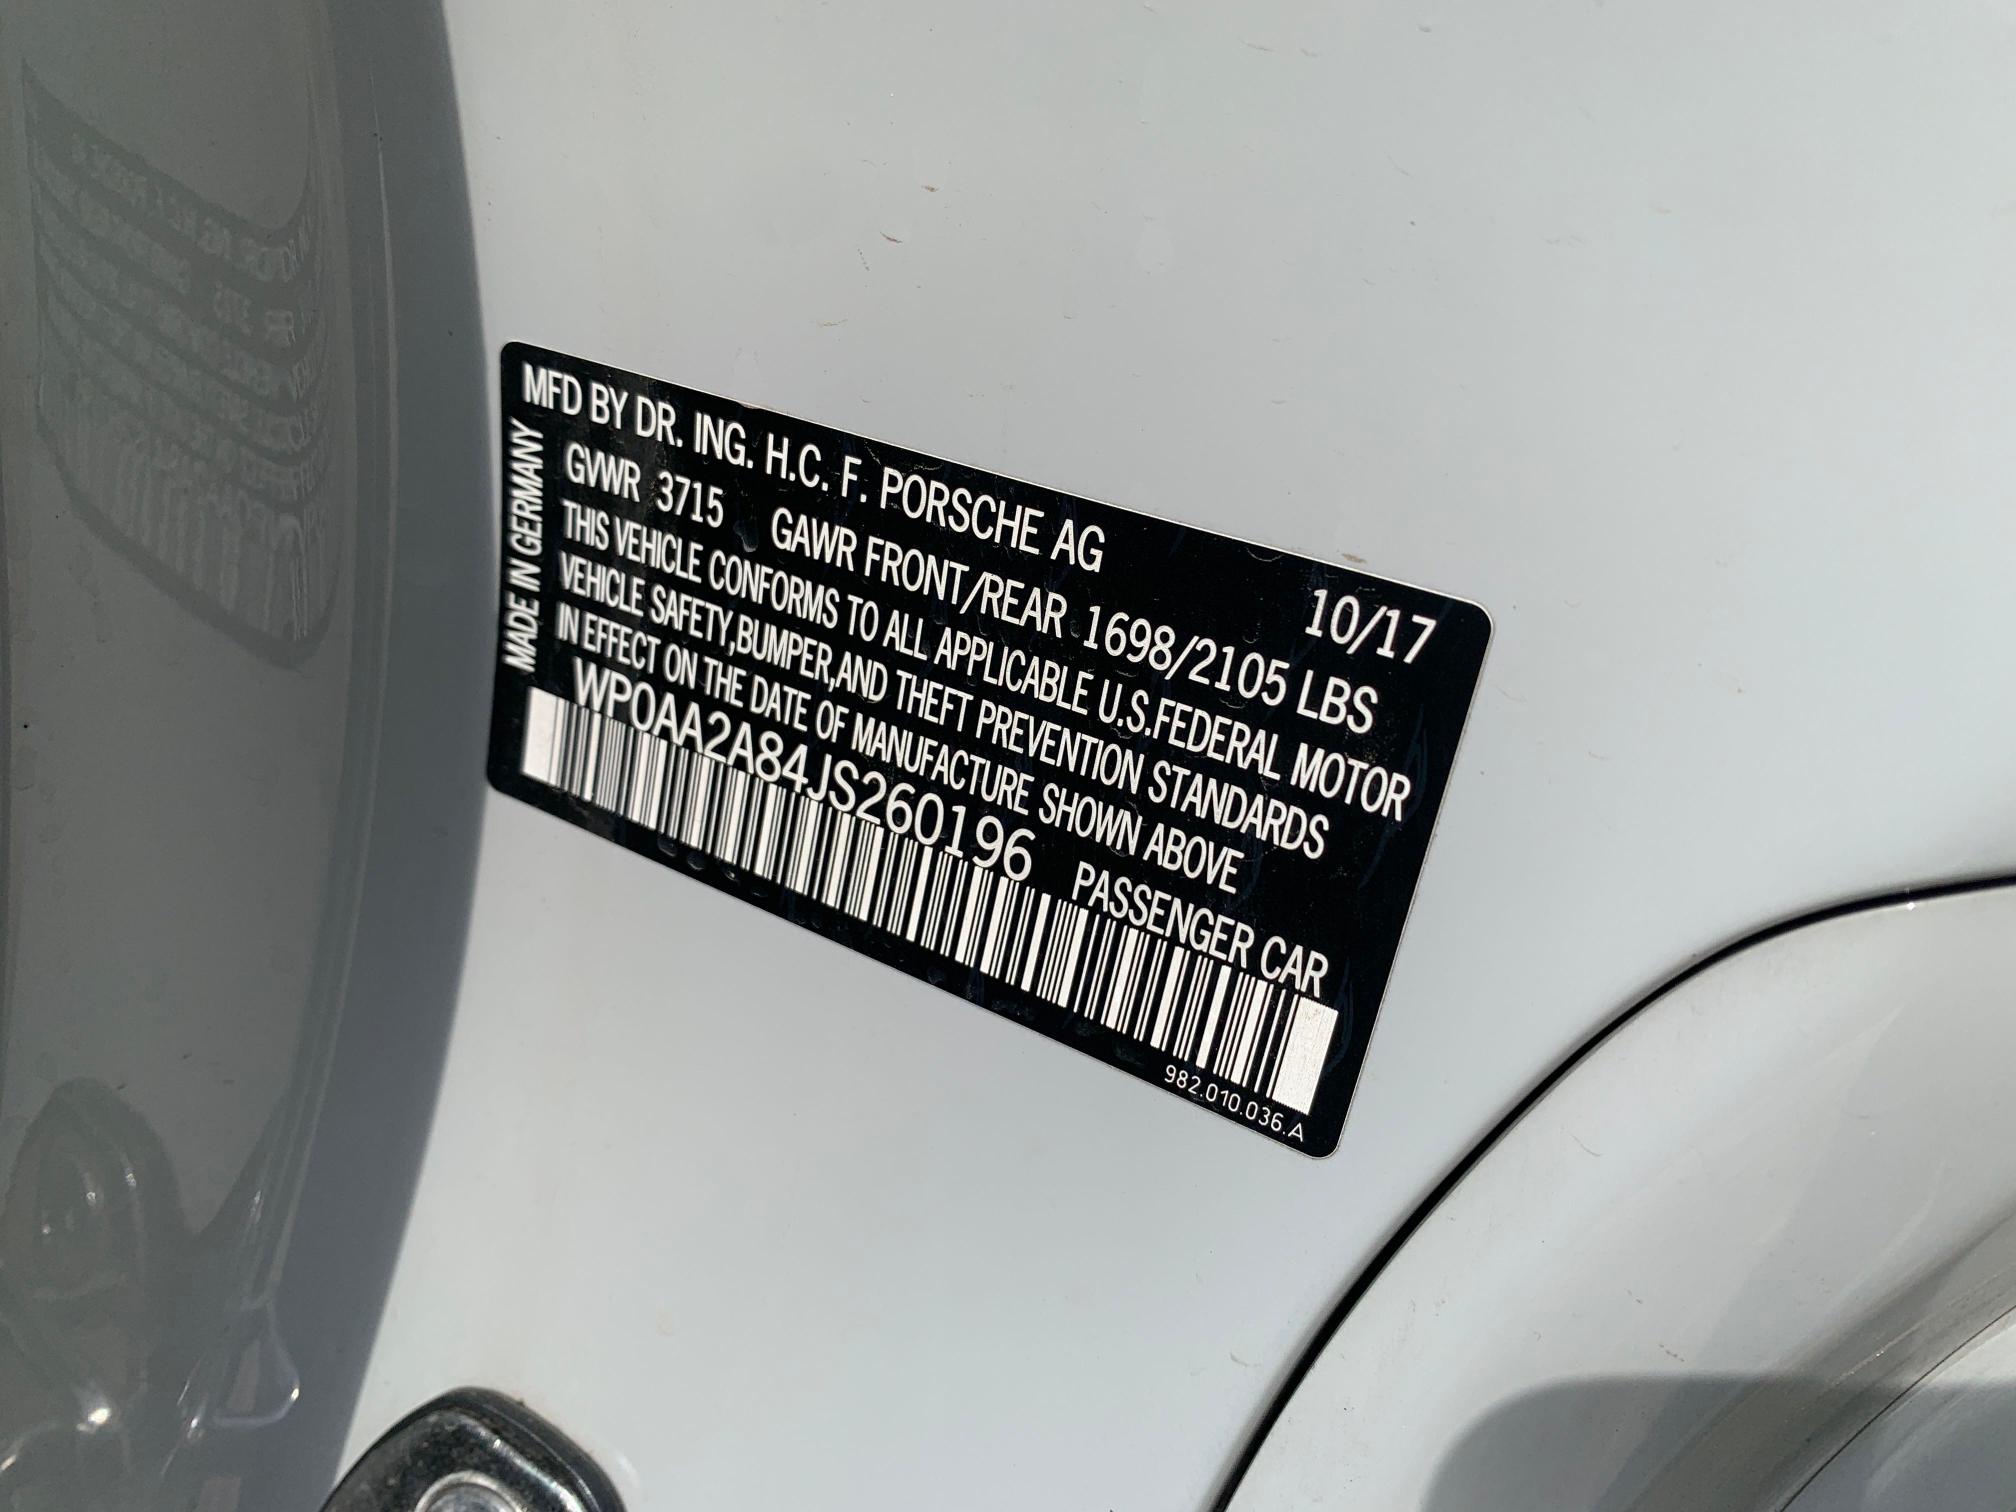 MFD BY DR. ING. H.C. F. PORSCHE AG 10/17
GVWR 3715 GAWR FRONT/REAR 1698/2105 LBS
THIS VEHICLE CONFORMS TO ALL APPLICABLE U.S.FEDERAL MOTOR
VEHICLE SAFETY,BUMPER,AND THEFT PREVENTION STANDARDS
IN EFFECT ON THE DATE OF MANUFACTURE SHOWN ABOVE
WP0AA2A84JS260196 PASSENGER CAR
982.010.036.A
MADE IN GERMANY